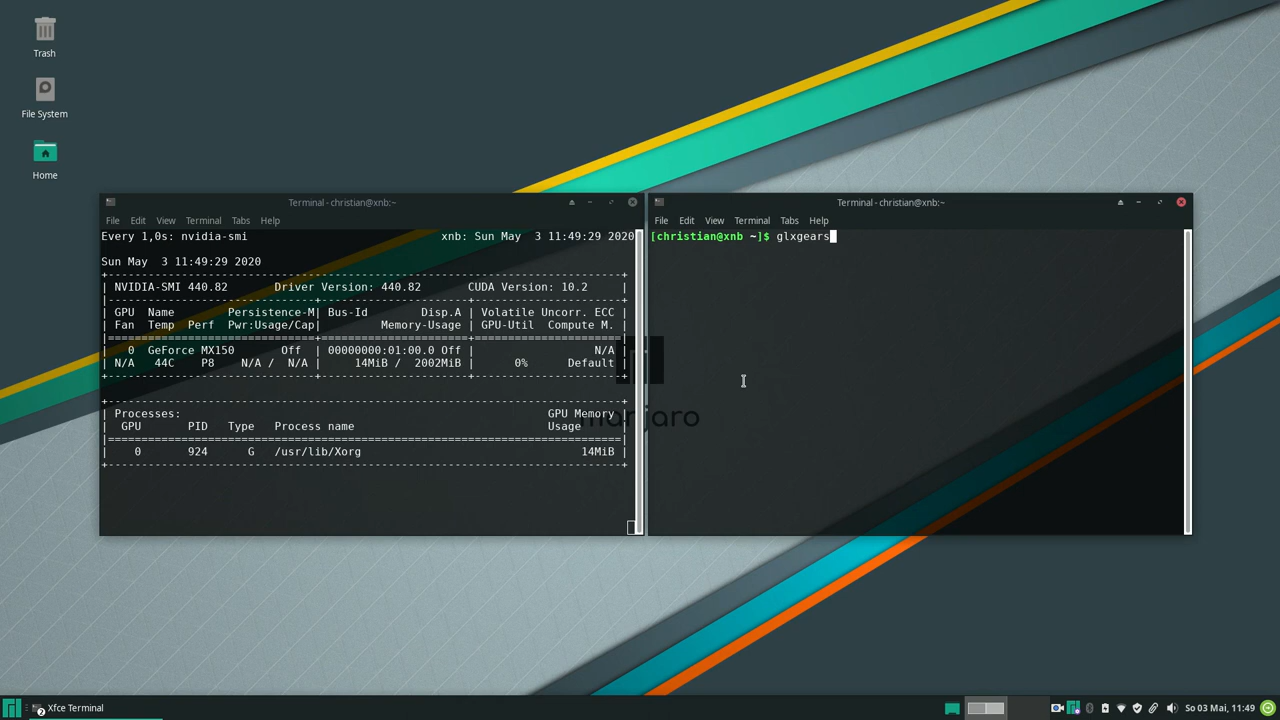 Trash
File System
Home
Terminal - christian@xnb:~
File Edit View Terminal Tabs Help
Every 1,0s: nvidia-smi xnb: Sun May  3 11:49:29 2020
Sun May  3 11:49:29 2020
+-----------------------------------------------------------------------------+
| NVIDIA-SMI 440.82       Driver Version: 440.82       CUDA Version: 10.2     |
|-------------------------------+----------------------+----------------------+
| GPU  Name        Persistence-M| Bus-Id        Disp.A | Volatile Uncorr. ECC |
| Fan  Temp  Perf  Pwr:Usage/Cap|         Memory-Usage | GPU-Util  Compute M. |
|===============================+======================+======================|
|   0  GeForce MX150       Off  | 00000000:01:00.0 Off |                  N/A |
| N/A   44C    P8    N/A /  N/A |     14MiB /  2002MiB |      0%      Default |
+-------------------------------+----------------------+----------------------+
+-----------------------------------------------------------------------------+
| Processes:                                                       GPU Memory |
|  GPU       PID   Type   Process name                             Usage      |
|=============================================================================|
|    0       924      G   /usr/lib/Xorg                                 14MiB |
+-----------------------------------------------------------------------------+
Terminal - christian@xnb:~
File Edit View Terminal Tabs Help
[christian@xnb ~]$ glxgears
manjaro
2 Xfce Terminal
So 03 Mai, 11:49